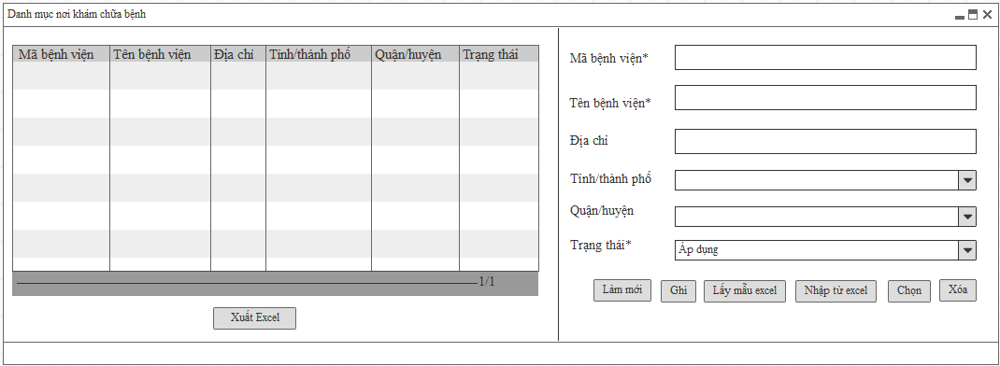 Danh mục nơi khám chữa bệnh
Mã bệnh viện Tên bệnh viện Địa chỉ Tỉnh/thành phố Quận/huyện Trạng thái
1/1
Xuất Excel
Mã bệnh viện*
Tên bệnh viện*
Địa chỉ
Tỉnh/thành phố
Quận/huyện
Trạng thái* Áp dụng
Làm mới Ghi Lấy mẫu excel Nhập từ excel Chọn Xóa